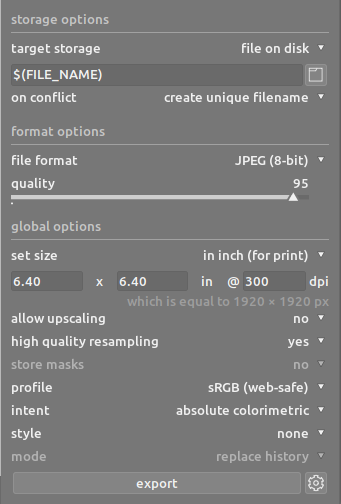 storage options
target storage file on disk
$(FILE_NAME)
on conflict create unique filename
format options
file format JPEG (8-bit)
quality 95
global options
set size in inch (for print)
6.40 x 6.40 in @ 300 dpi
which is equal to 1920 × 1920 px
allow upscaling no
high quality resampling yes
store masks no
profile sRGB (web-safe)
intent absolute colorimetric
style none
mode replace history
export